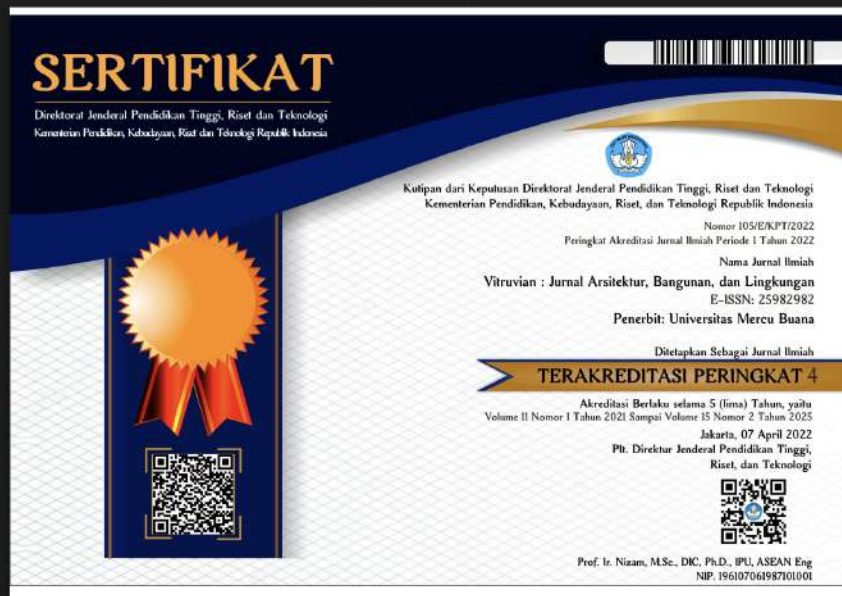 SERTIFIKAT
Direktorat Jenderal Pendidikan Tinggi, Riset dan Teknologi
Kementerian Pendidikan, Kebudayaan, Riset dan Teknologi Republik Indonesia
Kutipan dari Keputusan Direktorat Jenderal Pendidikan Tinggi, Riset dan Teknologi
Kementerian Pendidikan, Kebudayaan, Riset, dan Teknologi Republik Indonesia
Nomor 105/E/KPT/2022
Peringkat Akreditasi Jurnal Ilmiah Periode 1 Tahun 2022
Nama Jurnal Ilmiah
Vitruvian : Jurnal Arsitektur, Bangunan, dan Lingkungan
E-ISSN: 25982982
Penerbit: Universitas Mercu Buana
Ditetapkan Sebagai Jurnal Ilmiah
TERAKREDITASI PERINGKAT 4
Akreditasi Berlaku selama 5 (lima) Tahun, yaitu
Volume 11 Nomor 1 Tahun 2021 Sampai Volume 15 Nomor 2 Tahun 2025
Jakarta, 07 April 2022
Plt. Direktur Jenderal Pendidikan Tinggi,
Riset, dan Teknologi
Prof. Ir. Nizam, M.Sc., DIC, Ph.D., IPU, ASEAN Eng
NIP. 196107061987101001